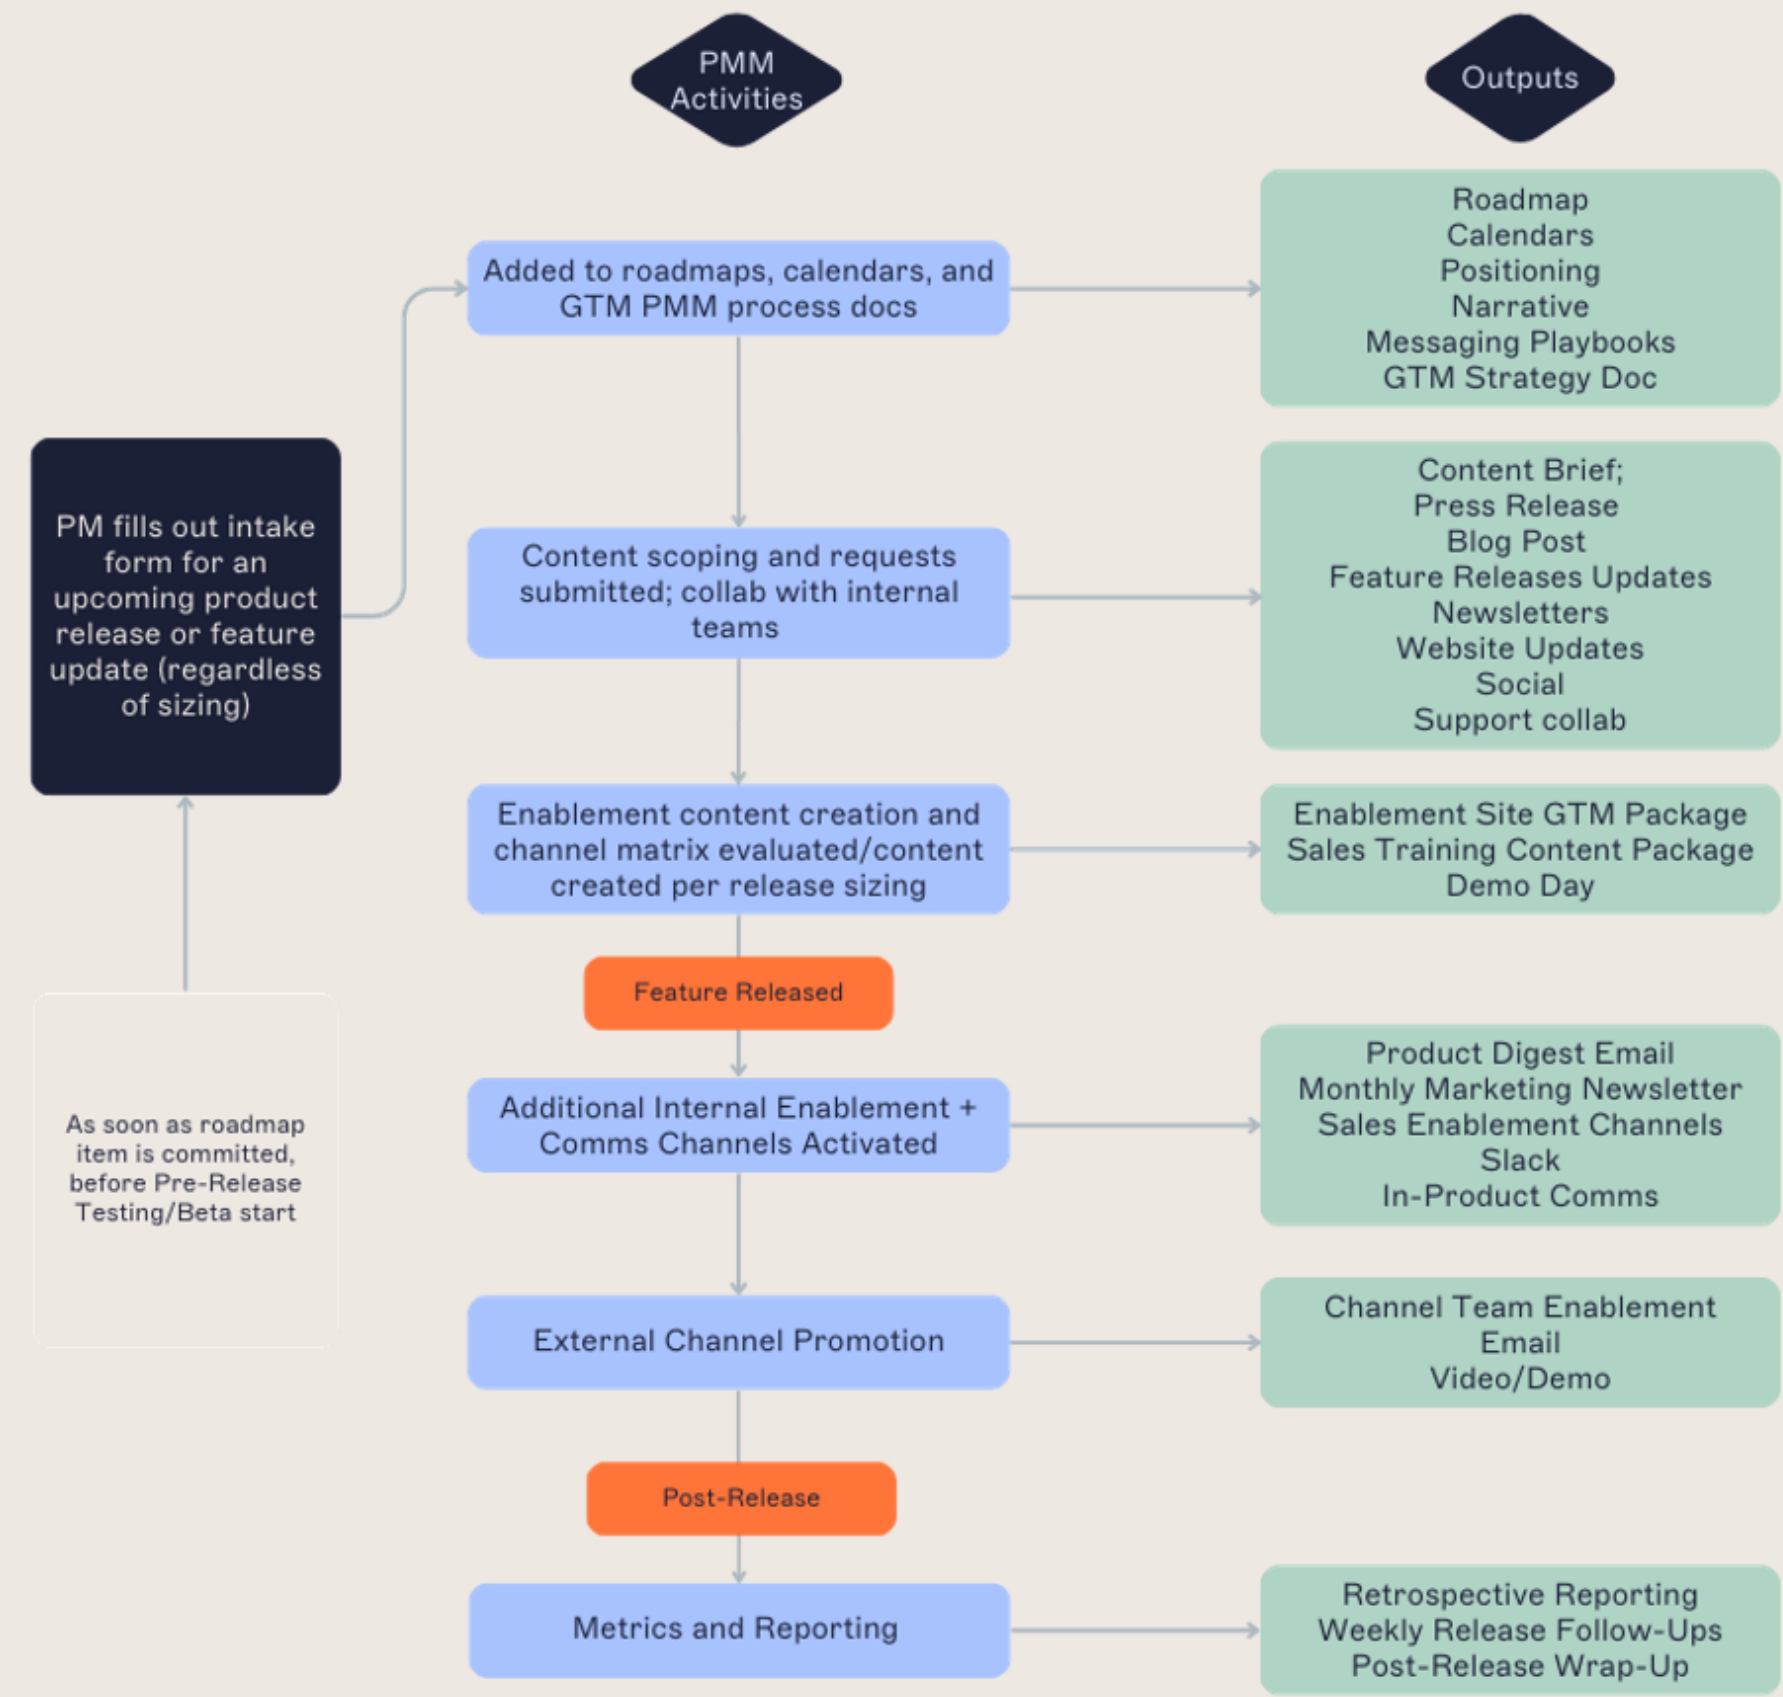 PMM
Activities
Outputs
PM fills out intake
form for an
upcoming product
release or feature
update (regardless
of sizing)
As soon as roadmap
item is committed,
before Pre-Release
Testing/Beta start
Added to roadmaps, calendars, and
GTM PMM process docs
Roadmap
Calendars
Positioning
Narrative
Messaging Playbooks
GTM Strategy Doc
Content scoping and requests
submitted; collab with internal
teams
Content Brief;
Press Release
Blog Post
Feature Releases Updates
Newsletters
Website Updates
Social
Support collab
Enablement content creation and
channel matrix evaluated/content
created per release sizing
Enablement Site GTM Package
Sales Training Content Package
Demo Day
Feature Released
Additional Internal Enablement +
Comms Channels Activated
Product Digest Email
Monthly Marketing Newsletter
Sales Enablement Channels
Slack
In-Product Comms
External Channel Promotion
Channel Team Enablement
Email
Video/Demo
Post-Release
Metrics and Reporting
Retrospective Reporting
Weekly Release Follow-Ups
Post-Release Wrap-Up